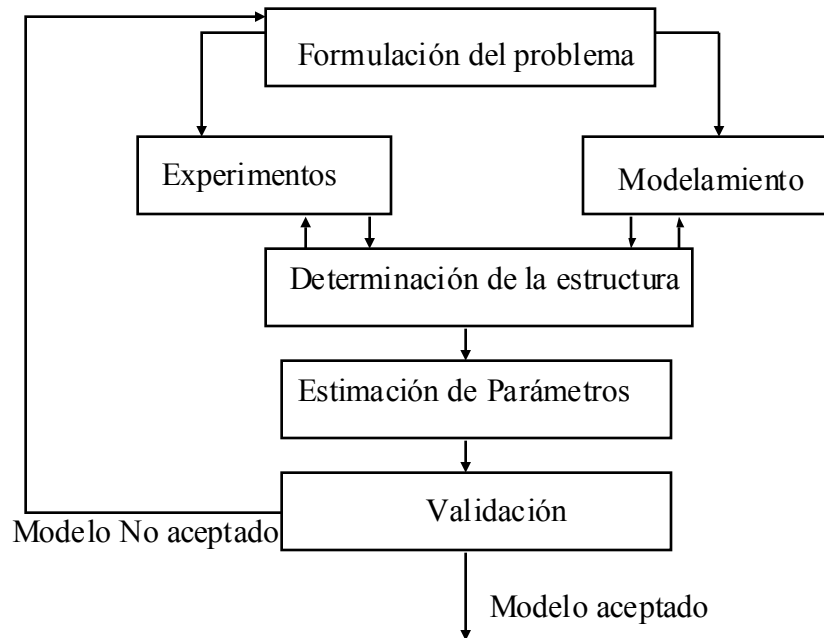 Formulación del problema
Experimentos
Modelamiento
Determinación de la estructura
Estimación de Parámetros
Validación
Modelo No aceptado
Modelo aceptado